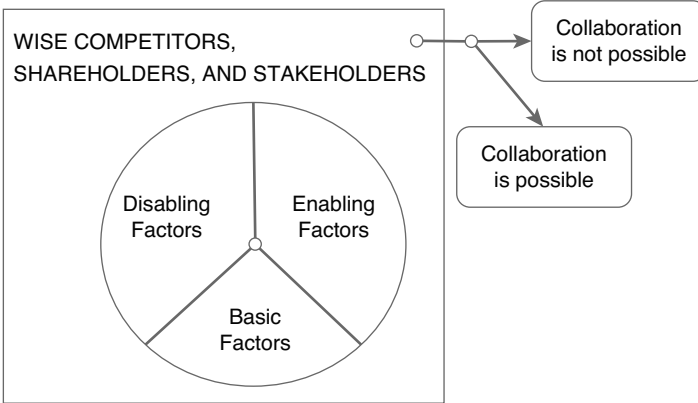 WISE COMPETITORS,
SHAREHOLDERS, AND STAKEHOLDERS
Collaboration
is not possible
Collaboration
is possible
Disabling
Factors
Enabling
Factors
Basic
Factors